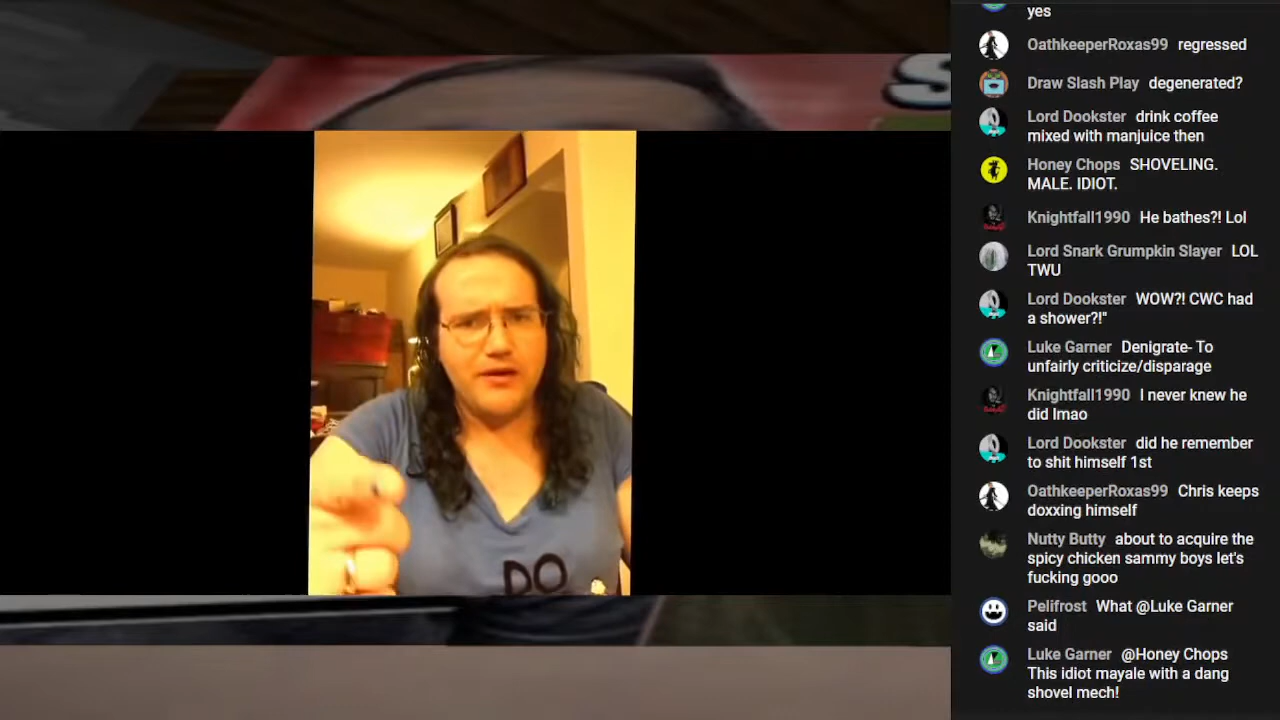 S
DO
yes
OathkeeperRoxas99 regressed
Draw Slash Play degenerated?
Lord Dookster drink coffee
mixed with manjuice then
Honey Chops SHOVELING.
MALE. IDIOT.
Knightfall1990 He bathes?! Lol
Lord Snark Grumpkin Slayer LOL
TWU
Lord Dookster WOW?! CWC had
a shower?!"
Luke Garner Denigrate- To
unfairly criticize/disparage
Knightfall1990 I never knew he
did lmao
Lord Dookster did he remember
to shit himself 1st
OathkeeperRoxas99 Chris keeps
doxxing himself
Nutty Butty about to acquire the
spicy chicken sammy boys let's
fucking gooo
Pelifrost What @Luke Garner
said
Luke Garner @Honey Chops
This idiot mayale with a dang
shovel mech!